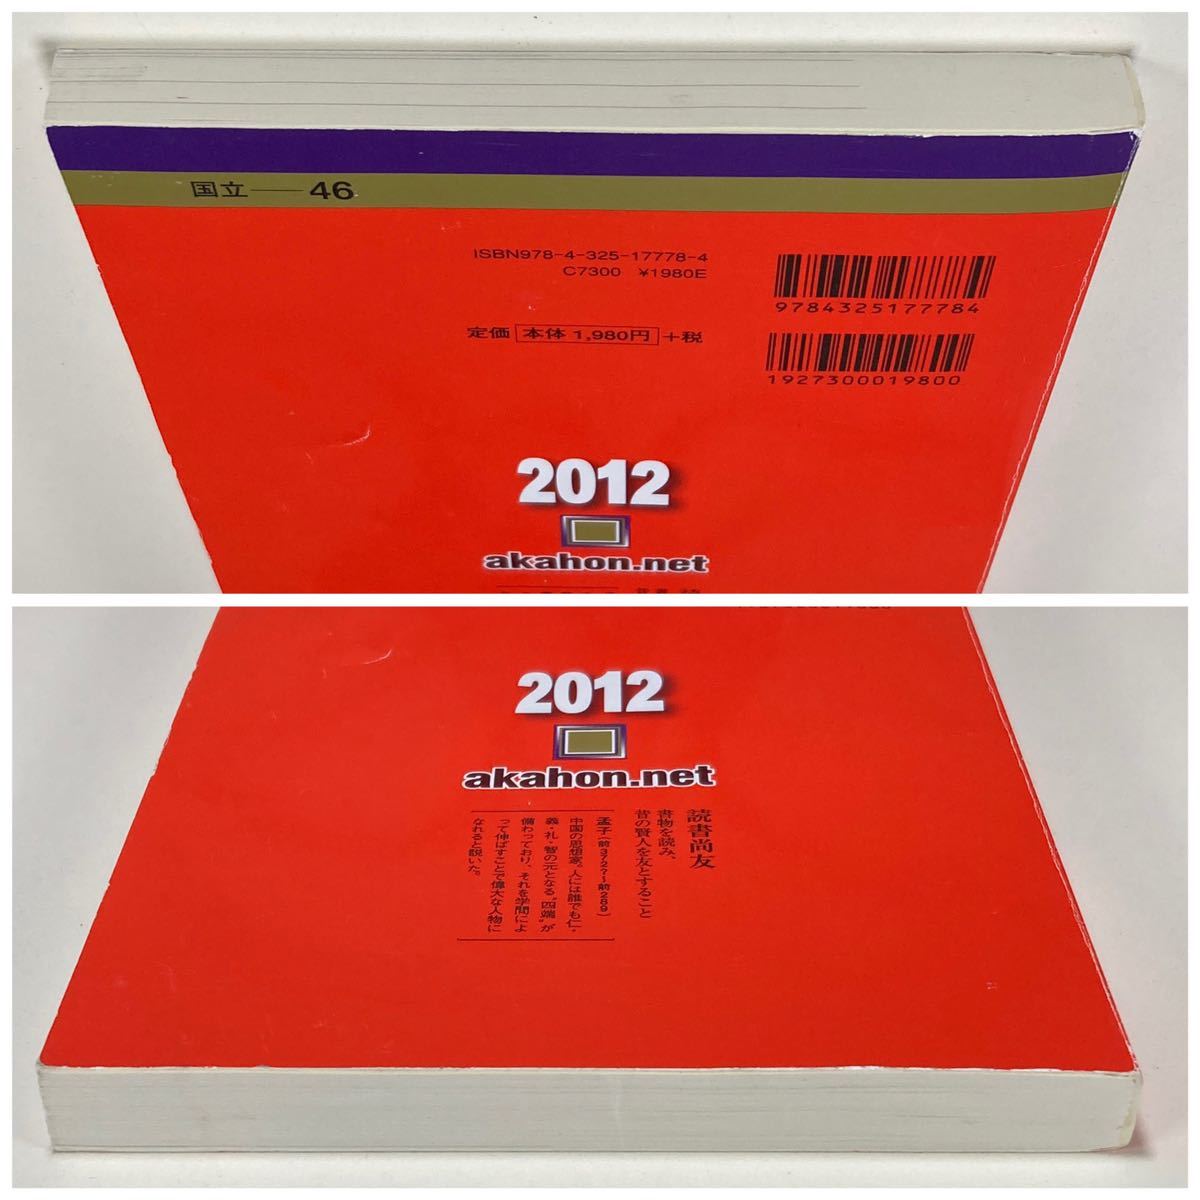 国立——46
ISBN978-4-325-17778-4
C7300 ¥1980E
定価 本体 1,980円 +税
9784325177784
1927300019800
2012
akahon.net
2012
akahon.net
読書尚友
書物を読み、
昔の賢人を友とすること
孟子(前372?〜前289)
中国の思想家。人には誰でも仁・
義・礼・智の元となる“四端”が
備わっており、それを学問によ
って伸ばすことで偉大な人物に
なれると説いた。